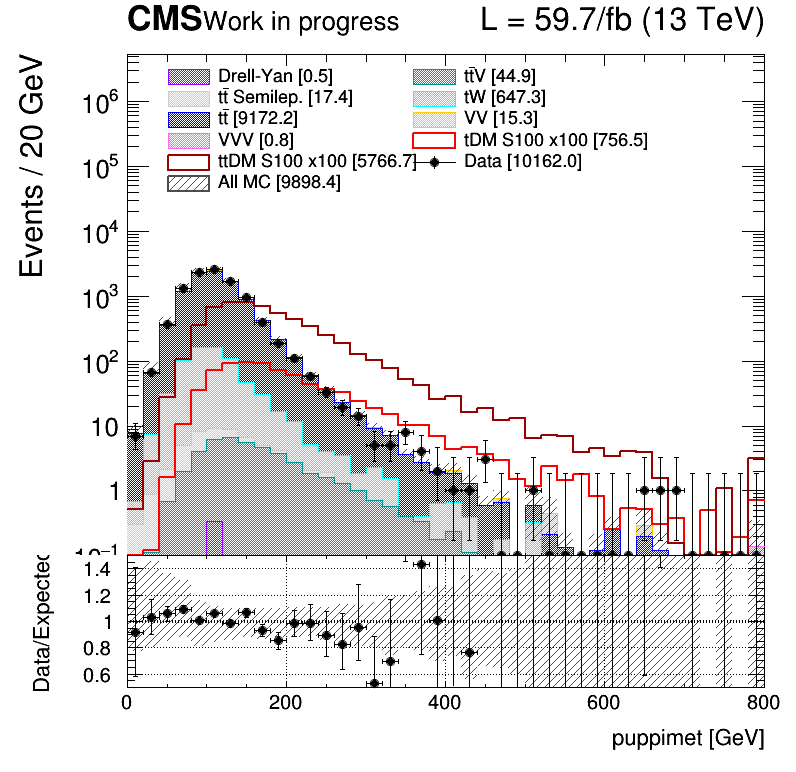 CMS Work in progress L = 59.7/fb (13 TeV)
Events / 20 GeV
Drell-Yan [0.5]
tt̄V [44.9]
tt̄ Semilep. [17.4]
tW [647.3]
tt̄ [9172.2]
VV [15.3]
VVV [0.8]
tDM S100 x100 [756.5]
ttDM S100 x100 [5766.7]
Data [10162.0]
All MC [9898.4]
10⁶
10⁵
10⁴
10³
10²
10
1
10⁻¹
Data/Expected
1.4
1.2
1
0.8
0.6
0 200 400 600 800
puppimet [GeV]